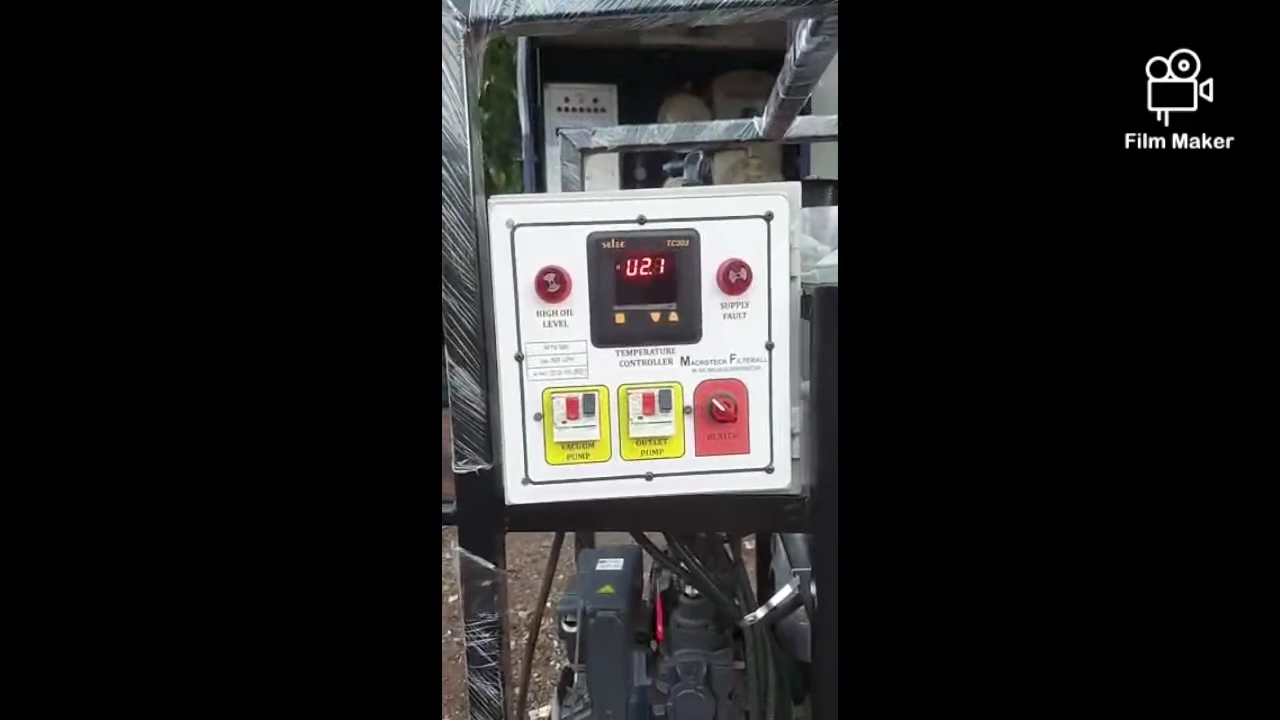 Film Maker
selec
TC203
U2.1
HIGH OIL
LEVEL
SUPPLY
FAULT
TEMPERATURE
CONTROLLER
MACROTECH FILTERALL
VACUUM
PUMP
OUTLET
PUMP
HEATER